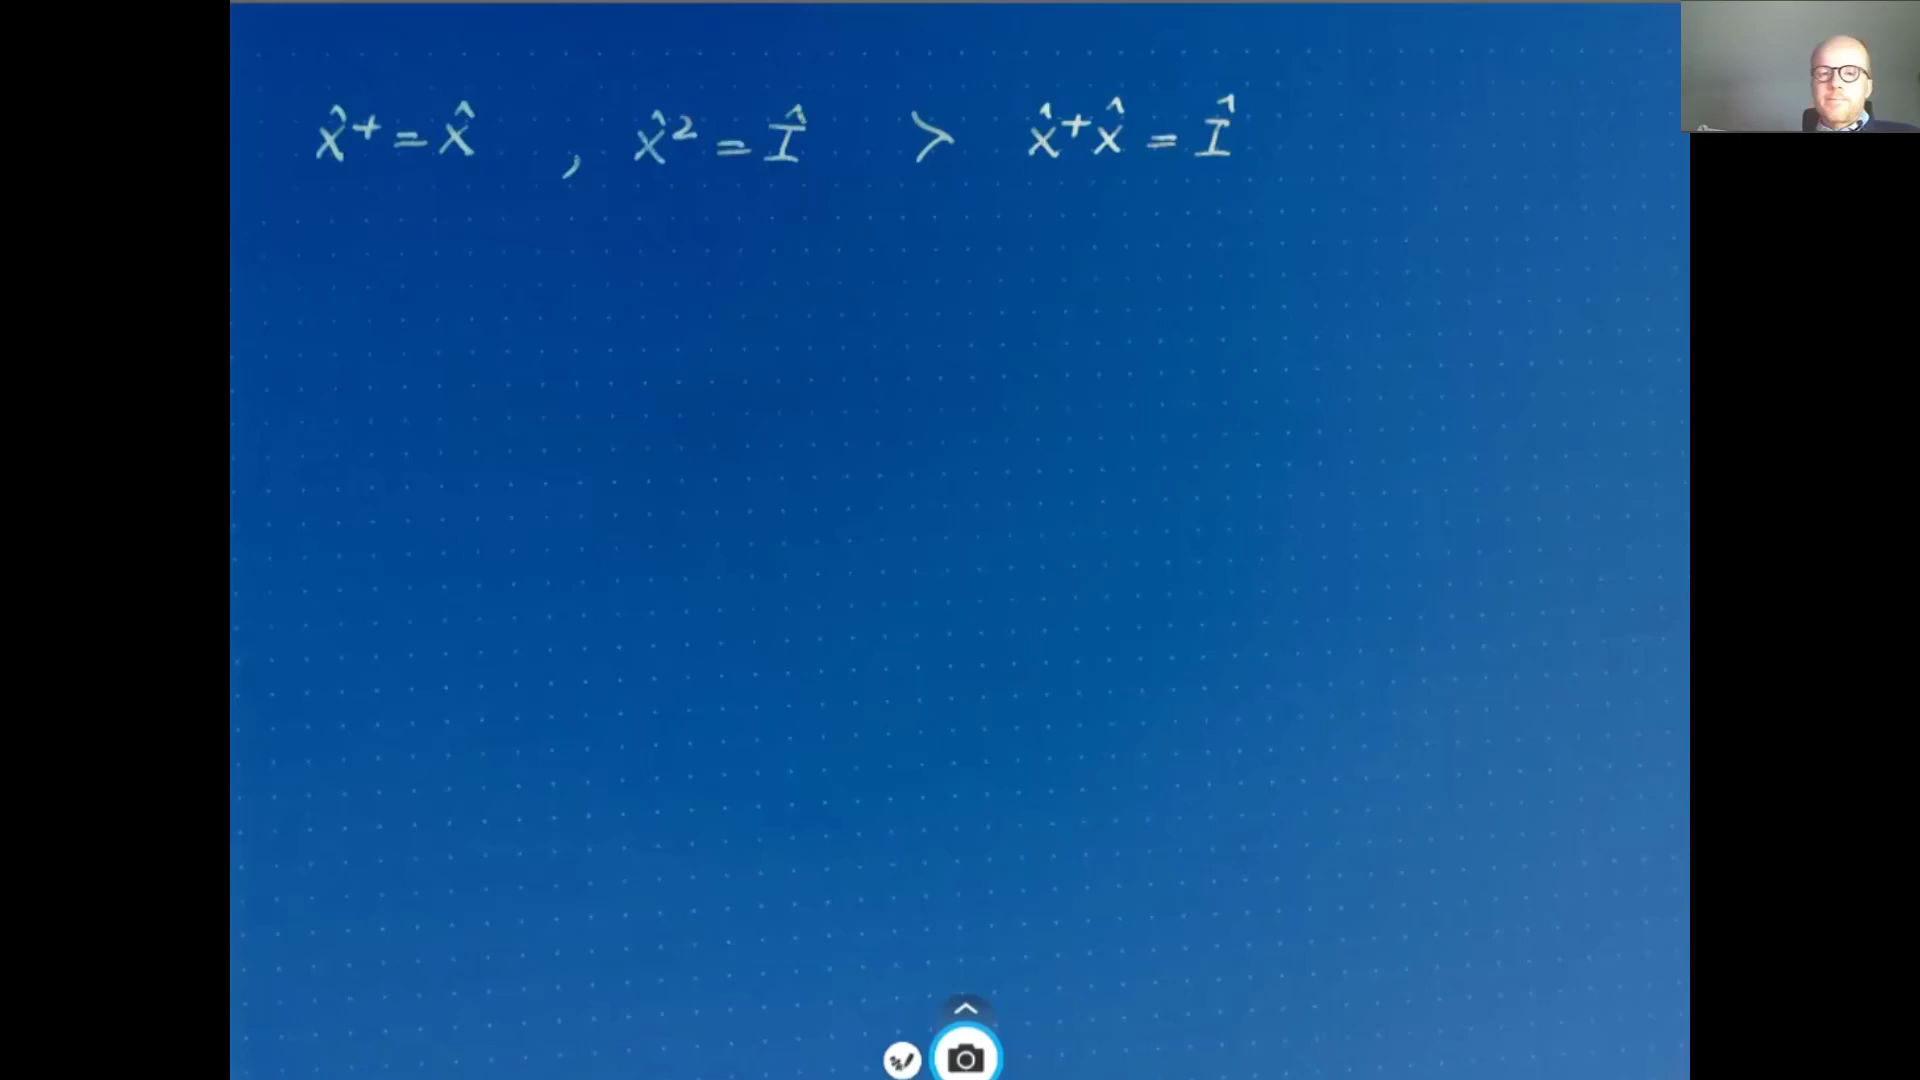 x̂⁺ = x̂ , x̂² = Î > x̂⁺x̂ = Î